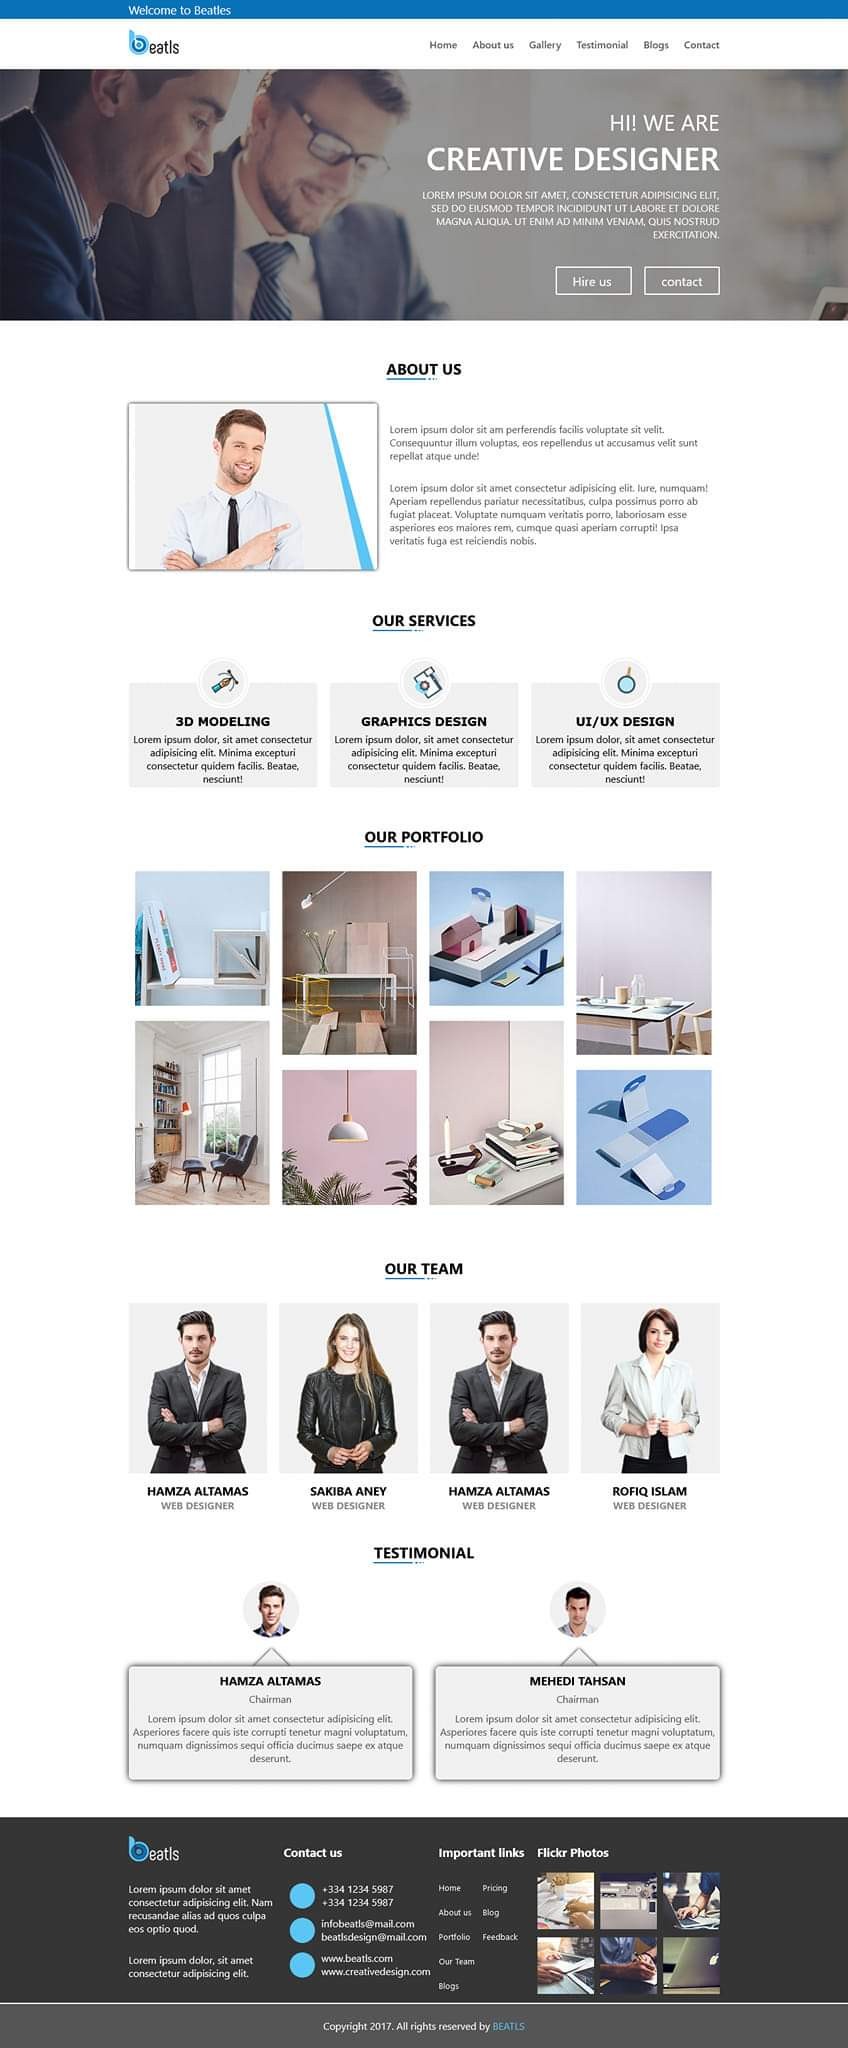 Welcome to Beatles
beatls
Home About us Gallery Testimonial Blogs Contact
HI! WE ARE
CREATIVE DESIGNER
LOREM IPSUM DOLOR SIT AMET, CONSECTETUR ADIPISICING ELIT,
SED DO EIUSMOD TEMPOR INCIDIDUNT UT LABORE ET DOLORE
MAGNA ALIQUA. UT ENIM AD MINIM VENIAM, QUIS NOSTRUD
EXERCITATION.
Hire us contact
ABOUT US
Lorem ipsum dolor sit am perferendis facilis voluptate sit velit.
Consequuntur illum voluptas, eos repellendus ut accusamus velit sunt
repellat atque unde!
Lorem ipsum dolor sit amet consectetur adipisicing elit. Iure, numquam!
Aperiam repellendus pariatur necessitatibus, culpa possimus porro ab
fugiat placeat. Voluptate numquam veritatis porro, laboriosam esse
asperiores eos maiores rem, cumque quasi aperiam corrupti! Ipsa
veritatis fuga est reiciendis nobis.
OUR SERVICES
3D MODELING
Lorem ipsum dolor, sit amet consectetur
adipisicing elit. Minima excepturi
consectetur quidem facilis. Beatae,
nesciunt!
GRAPHICS DESIGN
Lorem ipsum dolor, sit amet consectetur
adipisicing elit. Minima excepturi
consectetur quidem facilis. Beatae,
nesciunt!
UI/UX DESIGN
Lorem ipsum dolor, sit amet consectetur
adipisicing elit. Minima excepturi
consectetur quidem facilis. Beatae,
nesciunt!
OUR PORTFOLIO
OUR TEAM
HAMZA ALTAMAS
WEB DESIGNER
SAKIBA ANEY
WEB DESIGNER
HAMZA ALTAMAS
WEB DESIGNER
ROFIQ ISLAM
WEB DESIGNER
TESTIMONIAL
HAMZA ALTAMAS
Chairman
Lorem ipsum dolor sit amet consectetur adipisicing elit.
Asperiores facere quis iste corrupti tenetur magni voluptatum,
numquam dignissimos sequi officia ducimus saepe ex atque
deserunt.
MEHEDI TAHSAN
Chairman
Lorem ipsum dolor sit amet consectetur adipisicing elit.
Asperiores facere quis iste corrupti tenetur magni voluptatum,
numquam dignissimos sequi officia ducimus saepe ex atque
deserunt.
beatls
Lorem ipsum dolor sit amet
consectetur adipisicing elit. Nam
recusandae alias ad quos culpa
eos optio quod.
Lorem ipsum dolor, sit amet
consectetur adipisicing elit.
Contact us
+334 1234 5987
+334 1234 5987
infobeatls@mail.com
beatlsdesign@mail.com
www.beatls.com
www.creativedesign.com
Important links
Home Pricing
About us Blog
Portfolio Feedback
Our Team
Blogs
Flickr Photos
Copyright 2017. All rights reserved by BEATLS